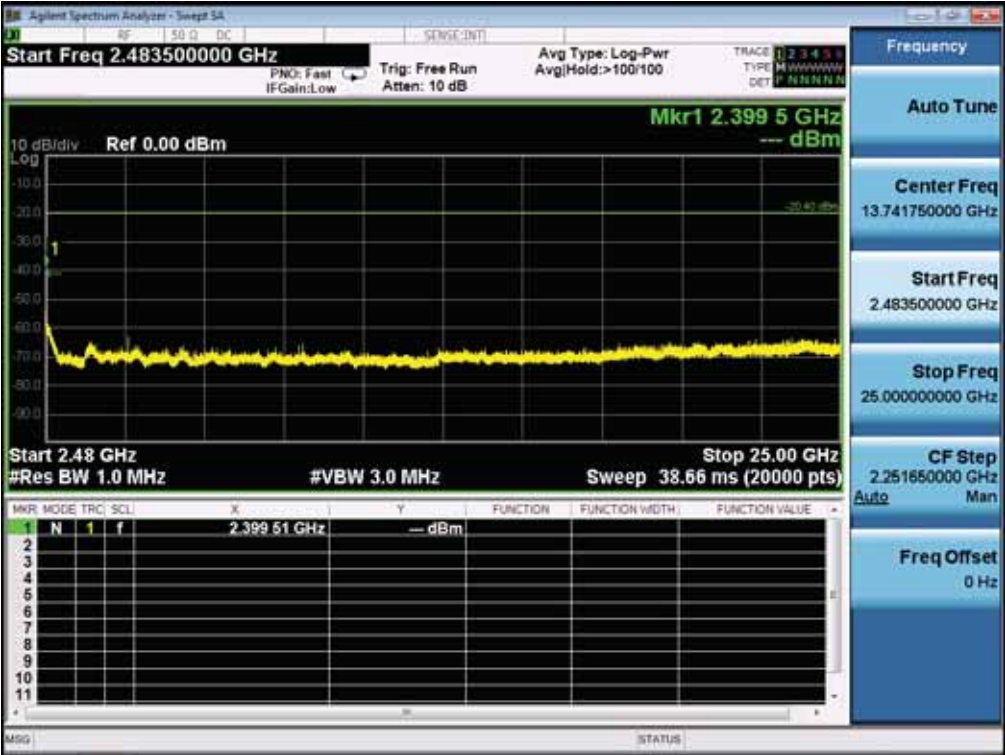 Agilent Spectrum Analyzer - Swept SA
RF 50 Ω DC SENSE:INT
Start Freq 2.483500000 GHz
PNO: Fast
IFGain:Low
Trig: Free Run
Atten: 10 dB
Avg Type: Log-Pwr
Avg|Hold:>100/100
TRACE 1 2 3 4 5 6
TYPE M
DET P N N N N N
Mkr1 2.399 5 GHz
--- dBm
10 dB/div Ref 0.00 dBm
Log
-10.0
-20.0
-20.40 dBm
-30.0
1
-40.0
-50.0
-60.0
-70.0
-80.0
-90.0
Start 2.48 GHz
Stop 25.00 GHz
#Res BW 1.0 MHz
#VBW 3.0 MHz
Sweep 38.66 ms (20000 pts)
MKR MODE TRC SCL X Y FUNCTION FUNCTION WIDTH FUNCTION VALUE
1 N 1 f 2.399 51 GHz --- dBm
2
3
4
5
6
7
8
9
10
11
MSG
STATUS
Frequency
Auto Tune
Center Freq
13.741750000 GHz
Start Freq
2.483500000 GHz
Stop Freq
25.000000000 GHz
CF Step
2.251650000 GHz
Auto Man
Freq Offset
0 Hz